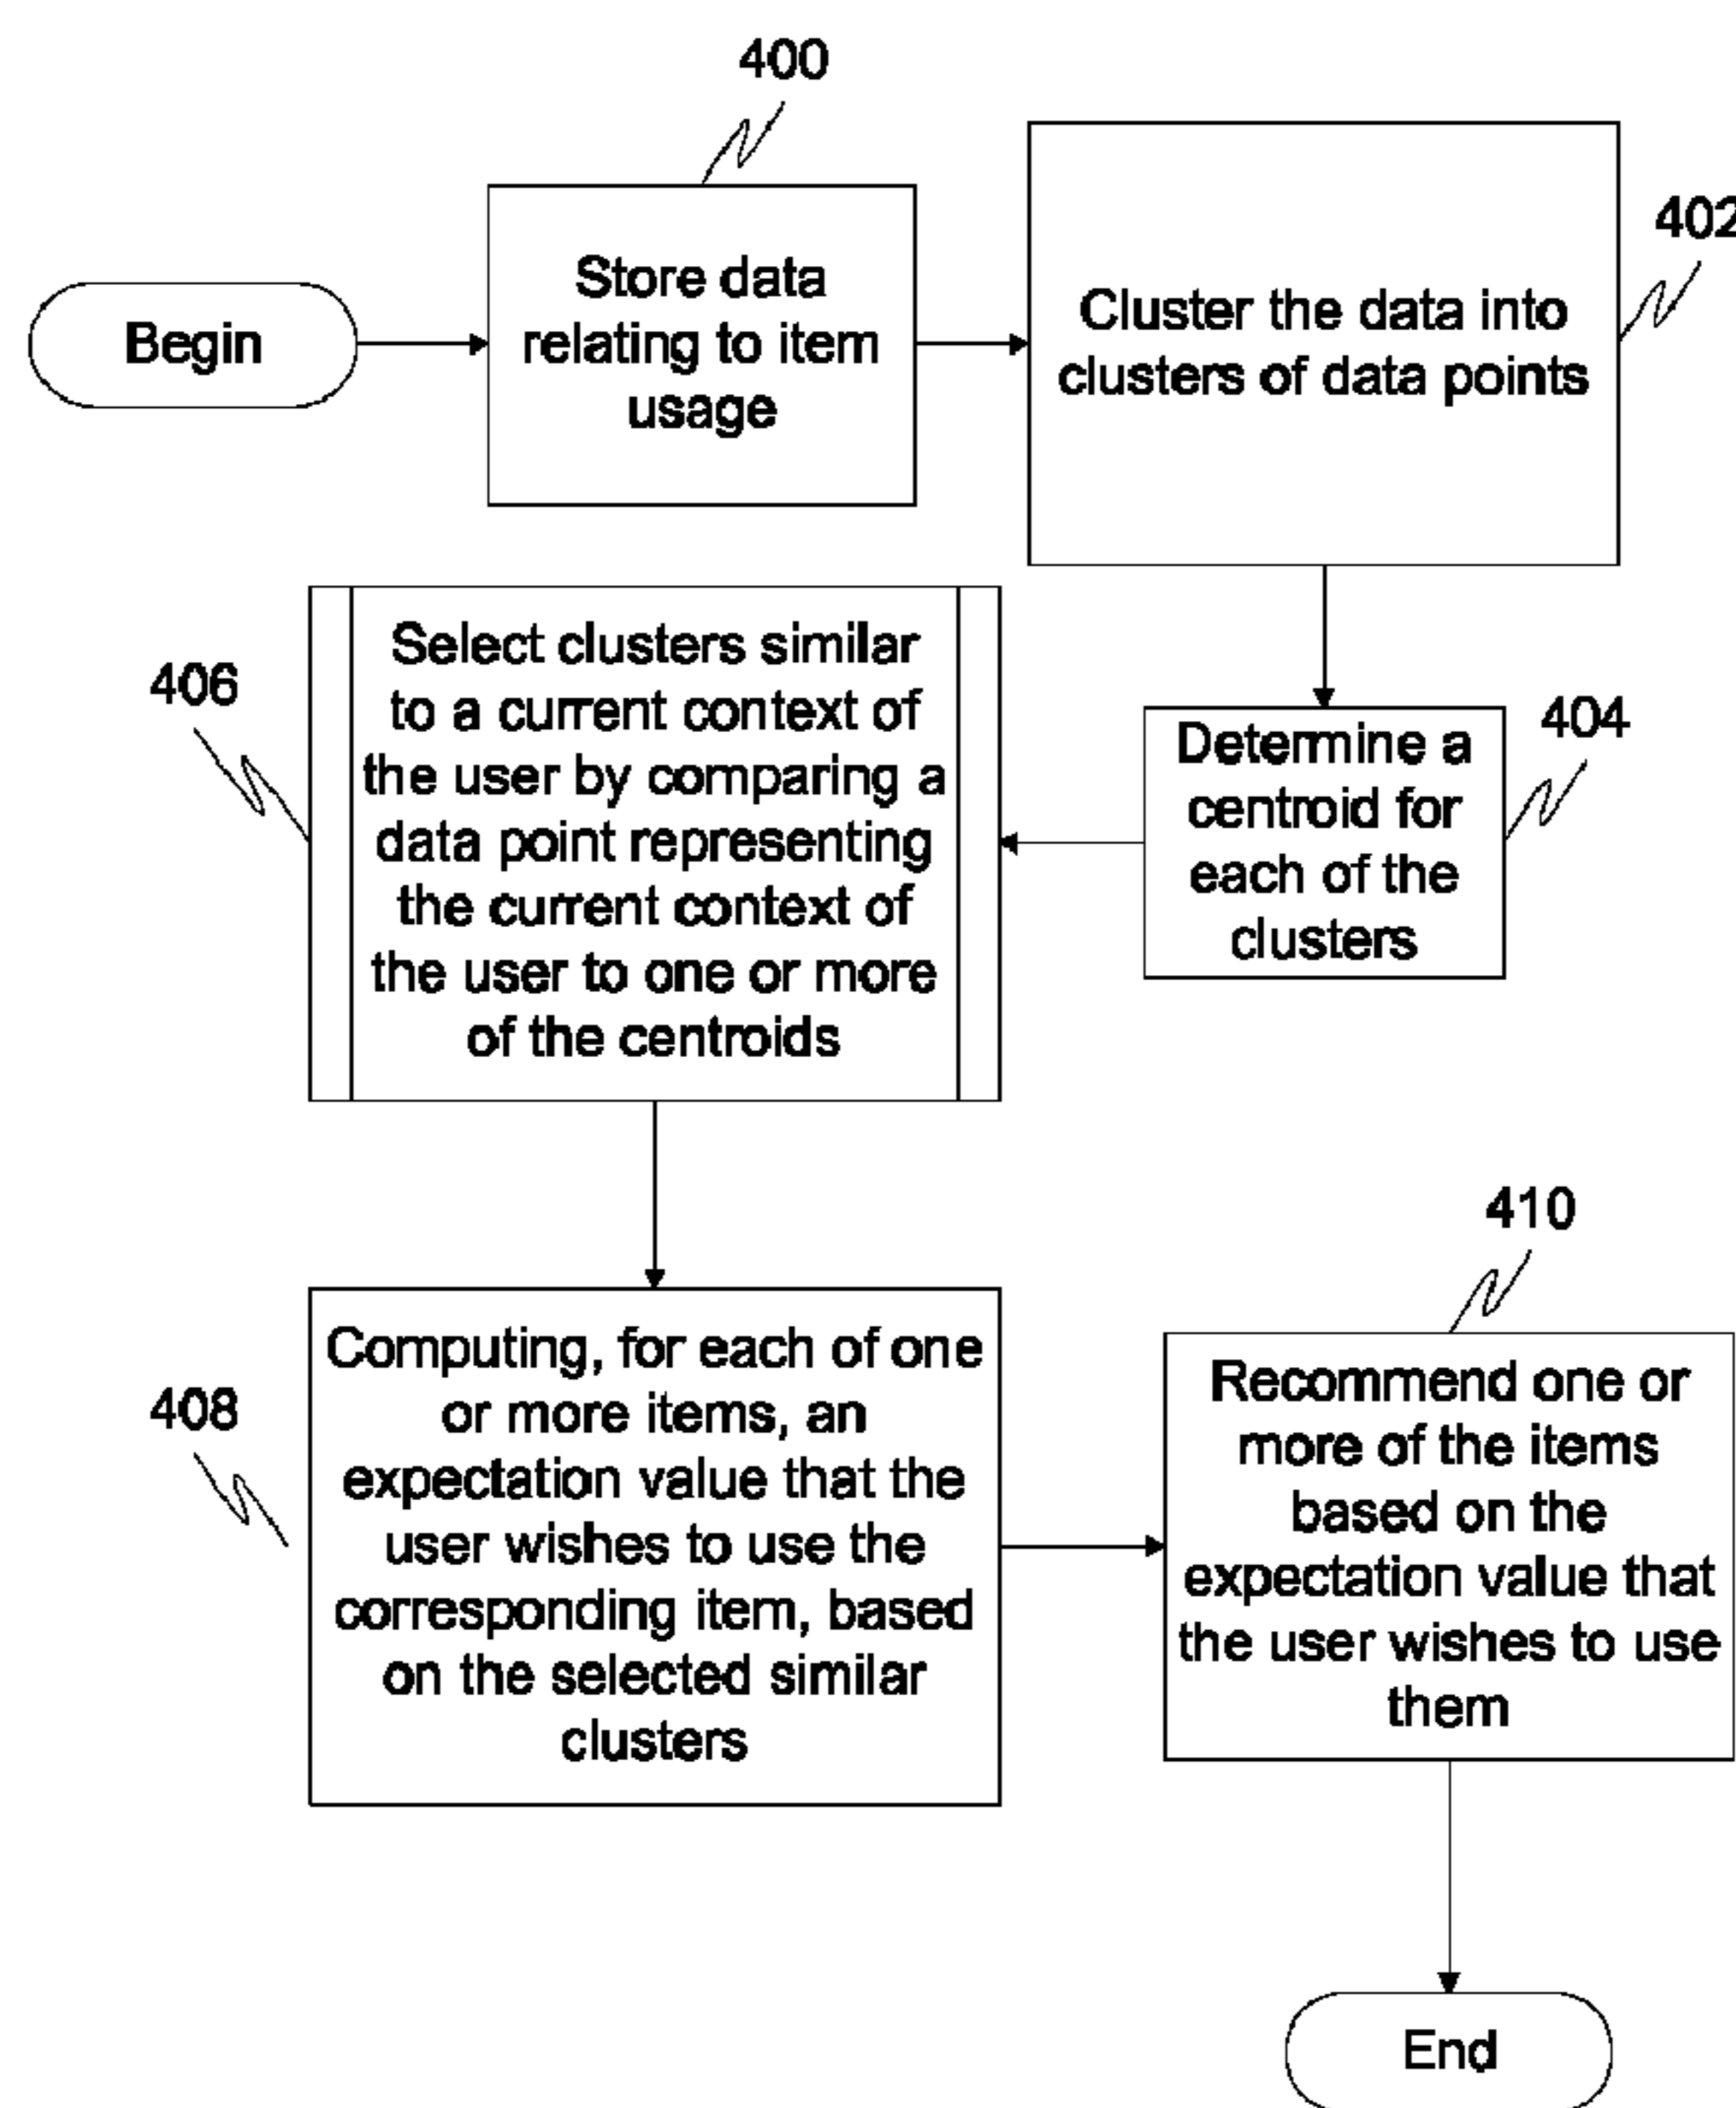 400
Store data
relating to item
usage
Begin
402
Cluster the data into
clusters of data points
404
Determine a
centroid for
each of the
clusters
406
Select clusters similar
to a current context of
the user by comparing a
data point representing
the current context of
the user to one or more
of the centroids
408
Computing, for each of one
or more items, an
expectation value that the
user wishes to use the
corresponding item, based
on the selected similar
clusters
410
Recommend one or
more of the items
based on the
expectation value that
the user wishes to use
them
End